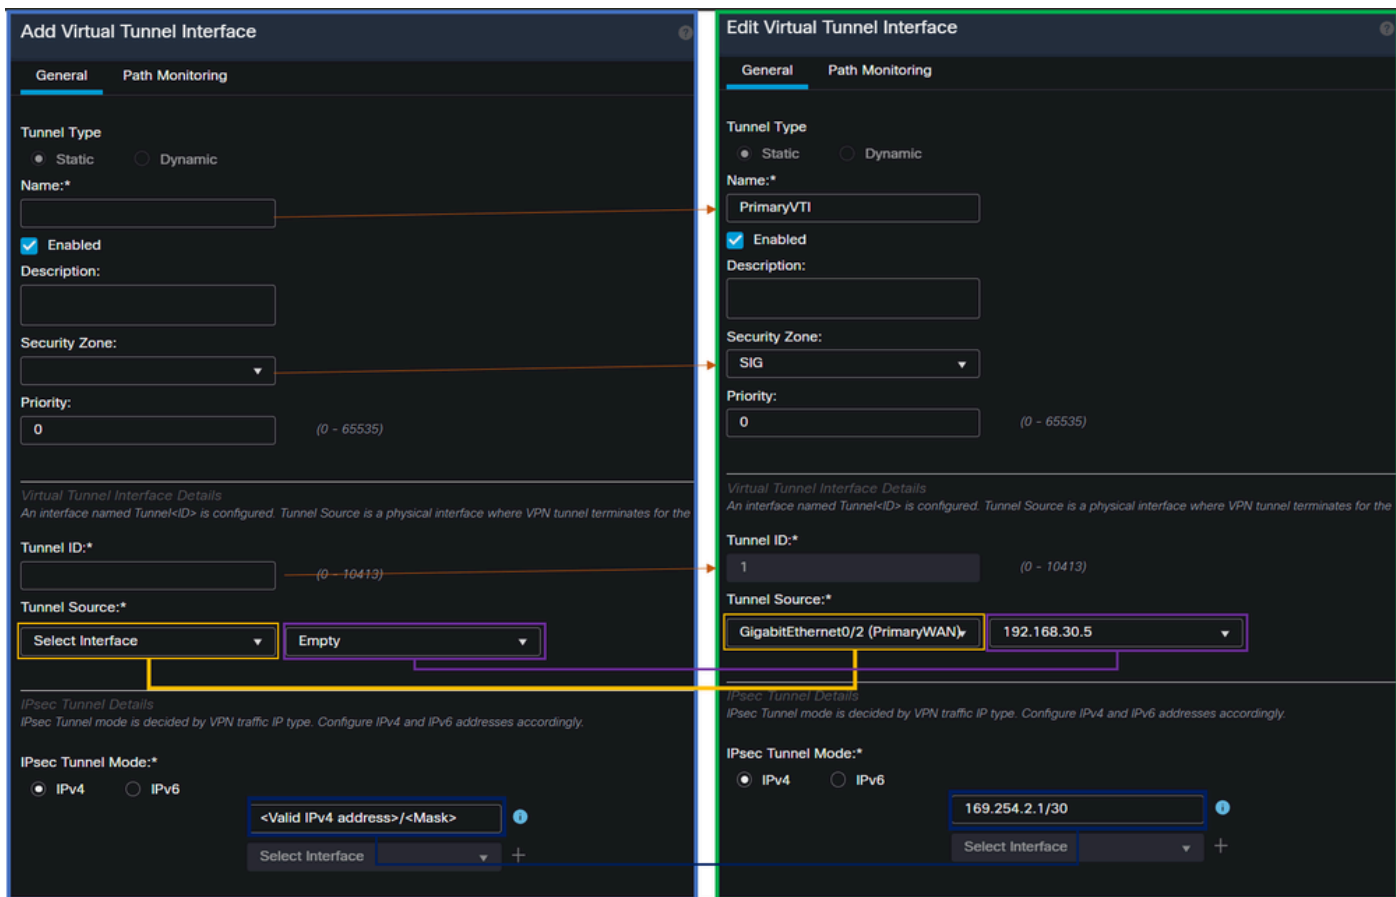 Add Virtual Tunnel Interface
General Path Monitoring
Tunnel Type
Static Dynamic
Name:*
Enabled
Description:
Security Zone:
Priority:
0 (0 - 65535)
Virtual Tunnel Interface Details
An interface named Tunnel<ID> is configured. Tunnel Source is a physical interface where VPN tunnel terminates for the
Tunnel ID:*
(0 - 10413)
Tunnel Source:*
Select Interface Empty
IPsec Tunnel Details
IPsec Tunnel mode is decided by VPN traffic IP type. Configure IPv4 and IPv6 addresses accordingly.
IPsec Tunnel Mode:*
IPv4 IPv6
<Valid IPv4 address>/<Mask>
Select Interface
Edit Virtual Tunnel Interface
General Path Monitoring
Tunnel Type
Static Dynamic
Name:*
PrimaryVTI
Enabled
Description:
Security Zone:
SIG
Priority:
0 (0 - 65535)
Virtual Tunnel Interface Details
An interface named Tunnel<ID> is configured. Tunnel Source is a physical interface where VPN tunnel terminates for the
Tunnel ID:*
1 (0 - 10413)
Tunnel Source:*
GigabitEthernet0/2 (PrimaryWAN) 192.168.30.5
IPsec Tunnel Details
IPsec Tunnel mode is decided by VPN traffic IP type. Configure IPv4 and IPv6 addresses accordingly.
IPsec Tunnel Mode:*
IPv4 IPv6
169.254.2.1/30
Select Interface